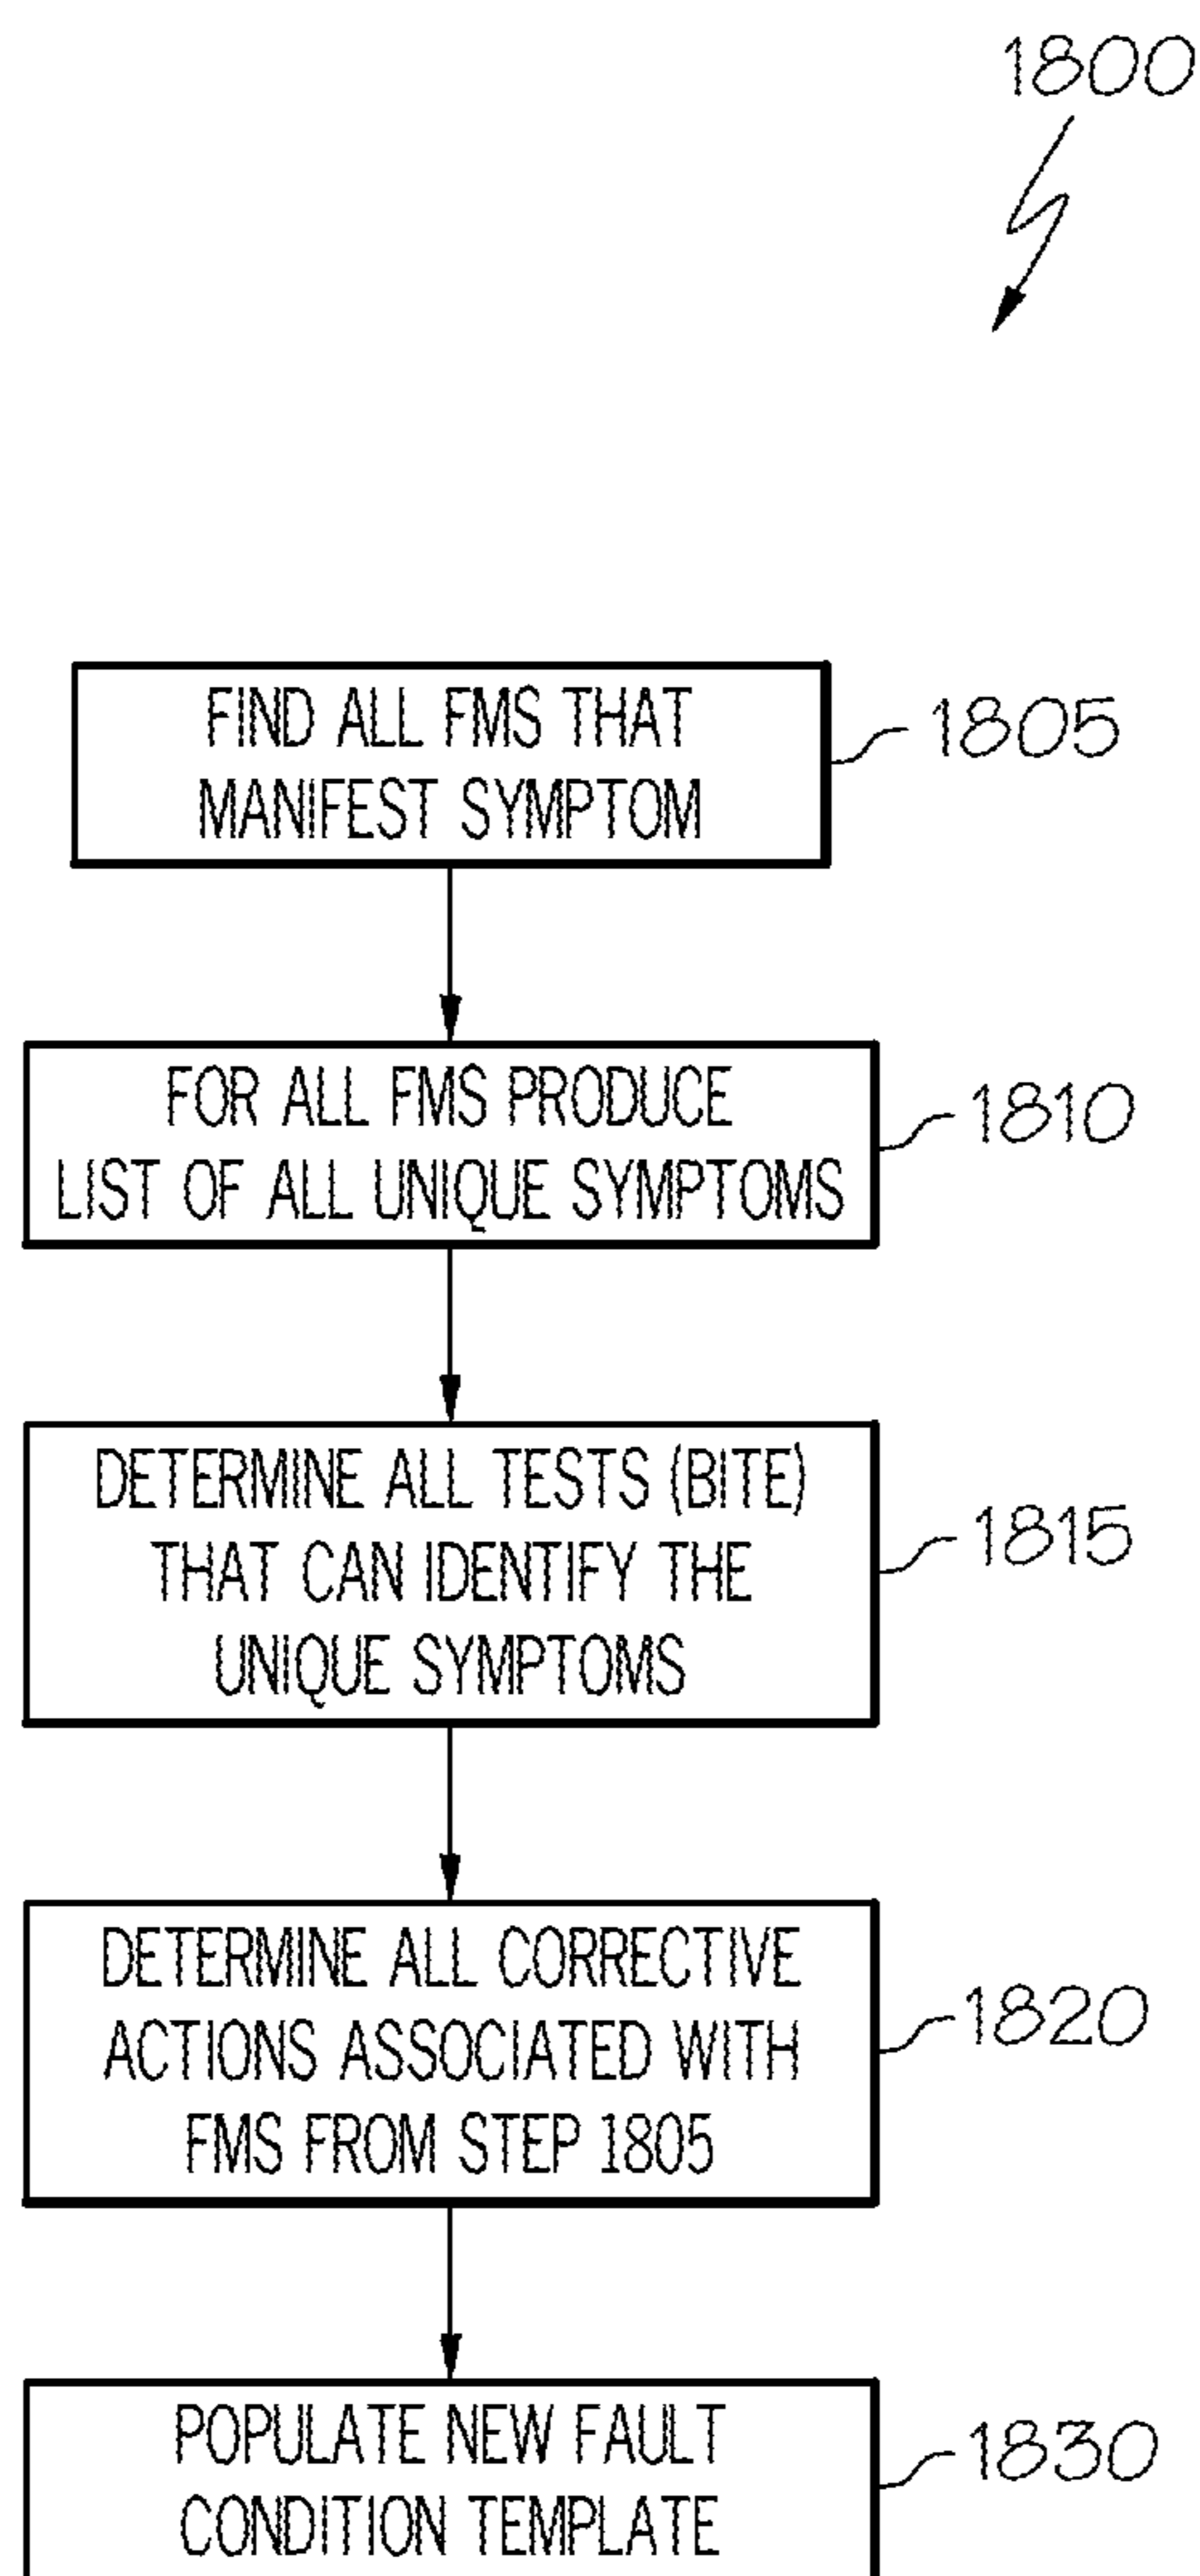 1800
FIND ALL FMS THAT
MANIFEST SYMPTOM
1805
FOR ALL FMS PRODUCE
LIST OF ALL UNIQUE SYMPTOMS
1810
DETERMINE ALL TESTS (BITE)
THAT CAN IDENTIFY THE
UNIQUE SYMPTOMS
1815
DETERMINE ALL CORRECTIVE
ACTIONS ASSOCIATED WITH
FMS FROM STEP 1805
1820
POPULATE NEW FAULT
CONDITION TEMPLATE
1830